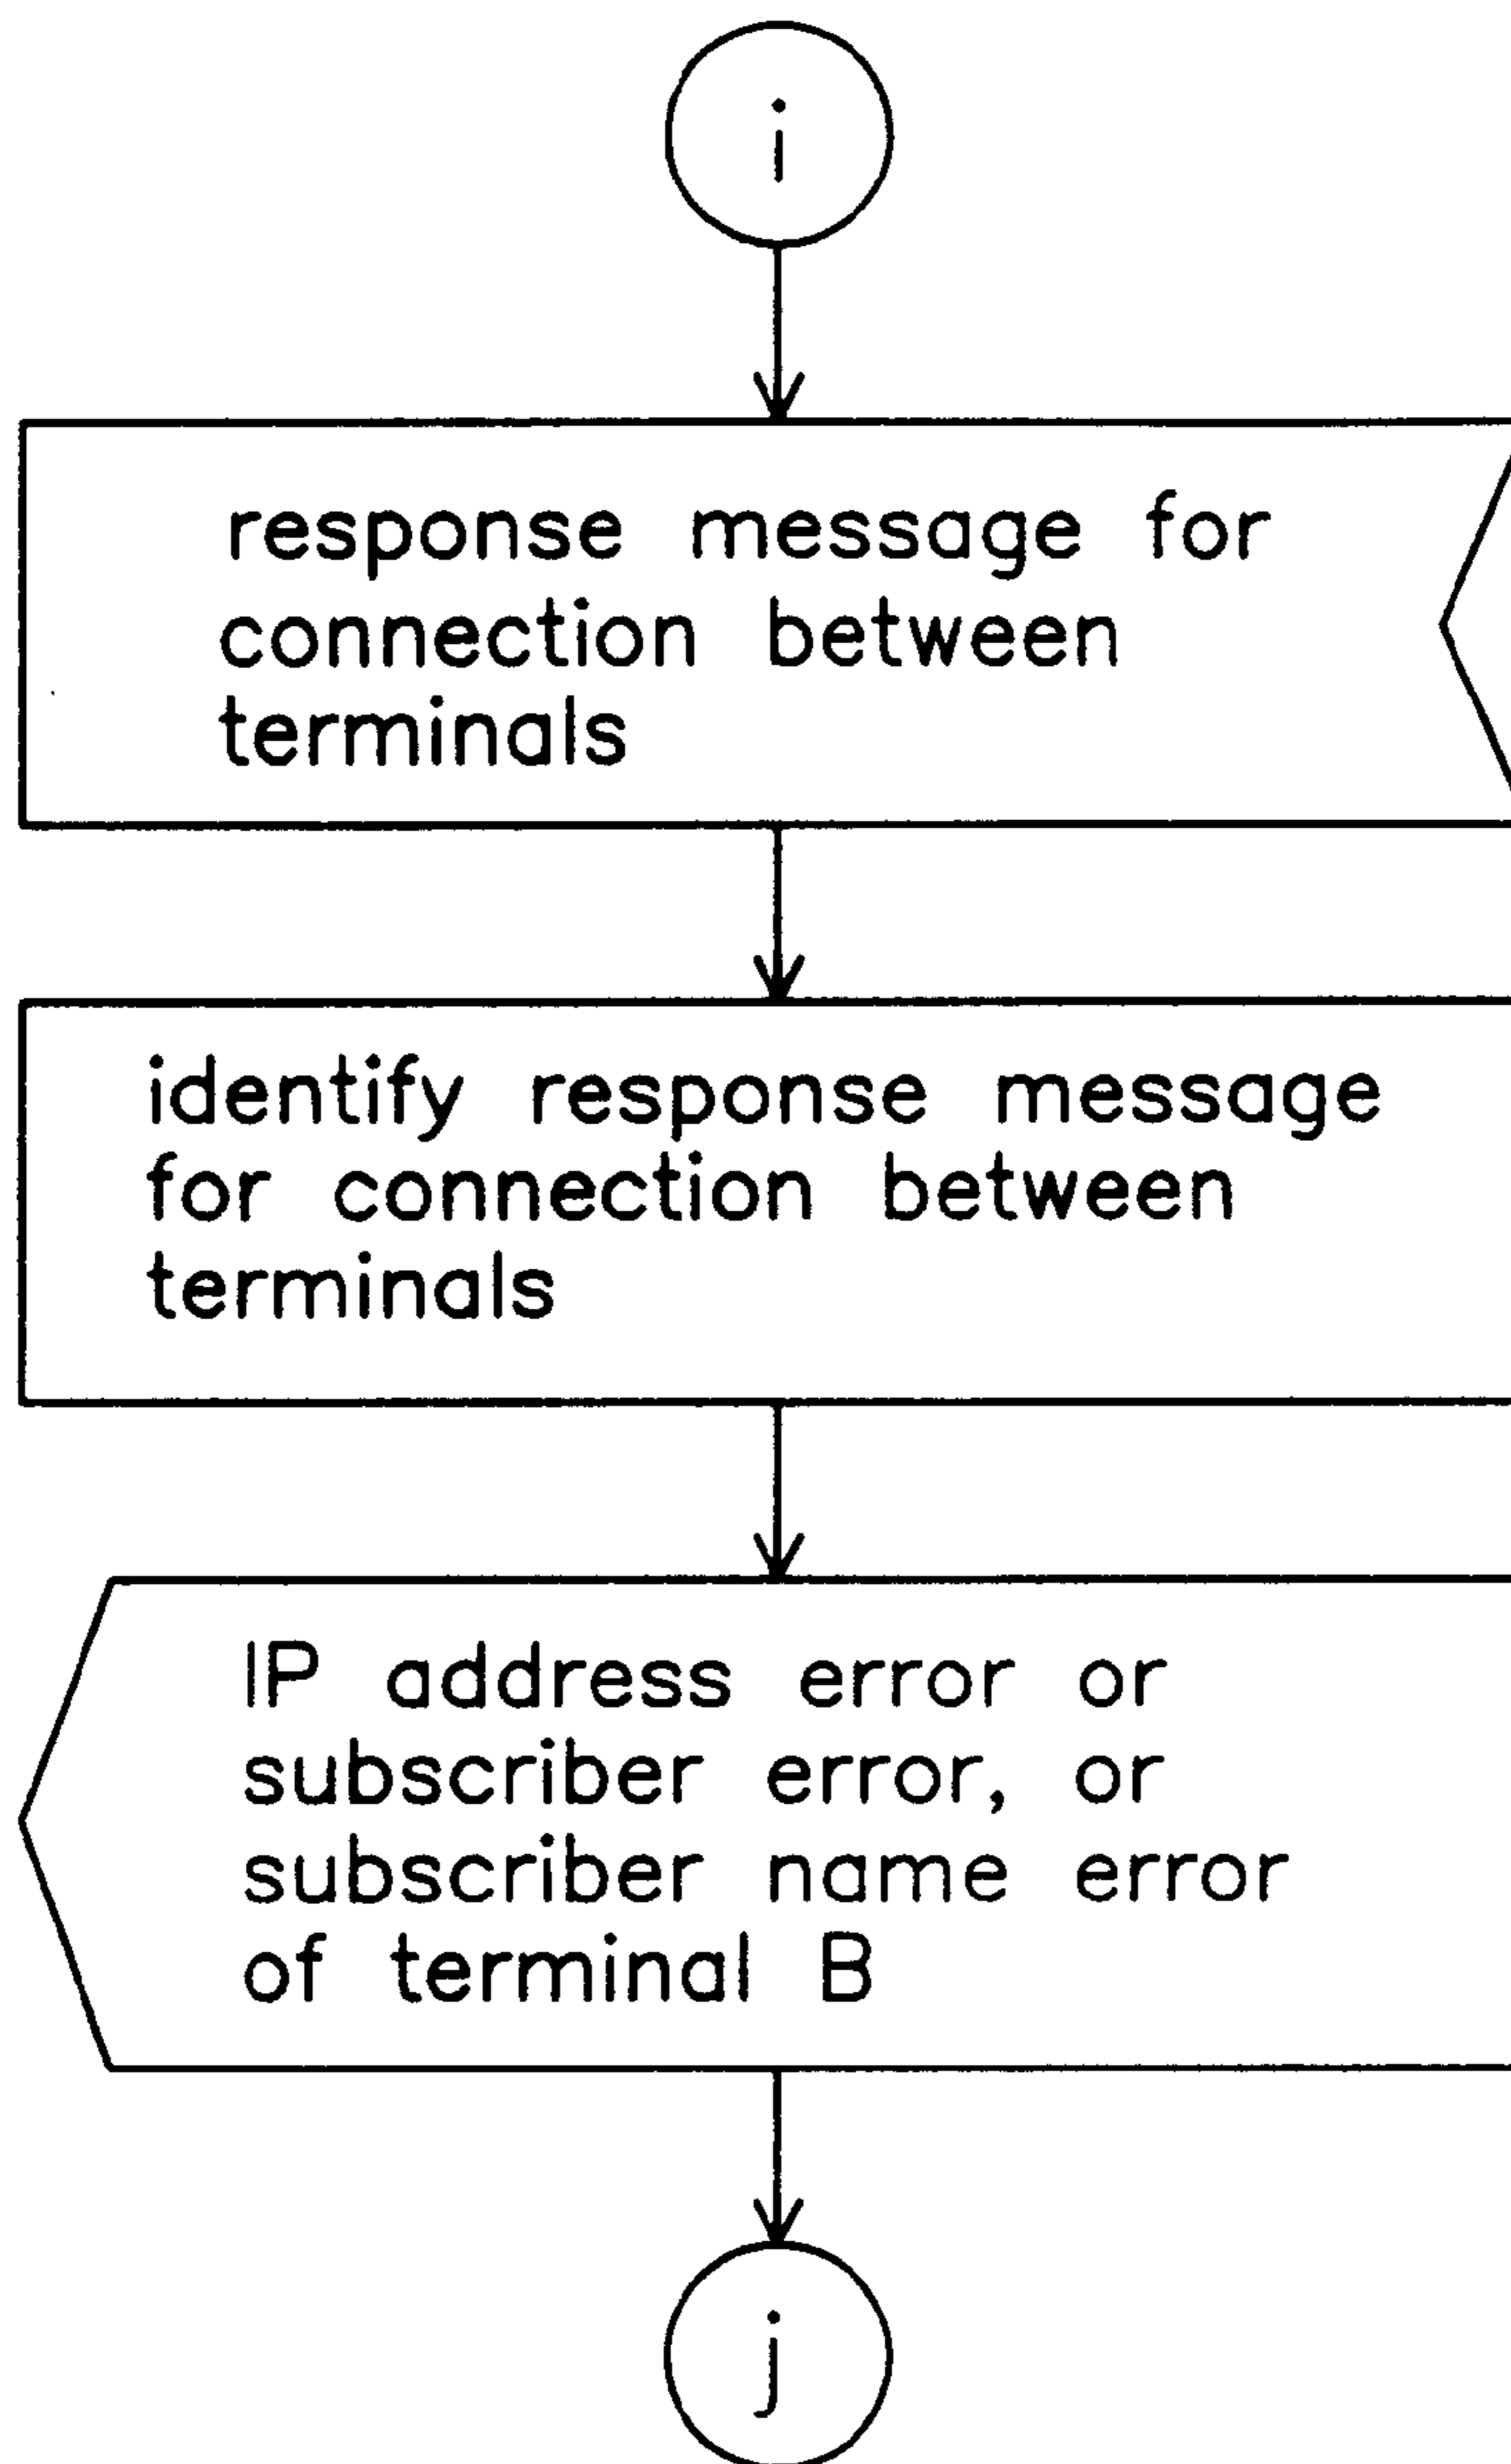 i
response message for
connection between
terminals
identify response message
for connection between
terminals
IP address error or
subscriber error, or
subscriber name error
of terminal B
j